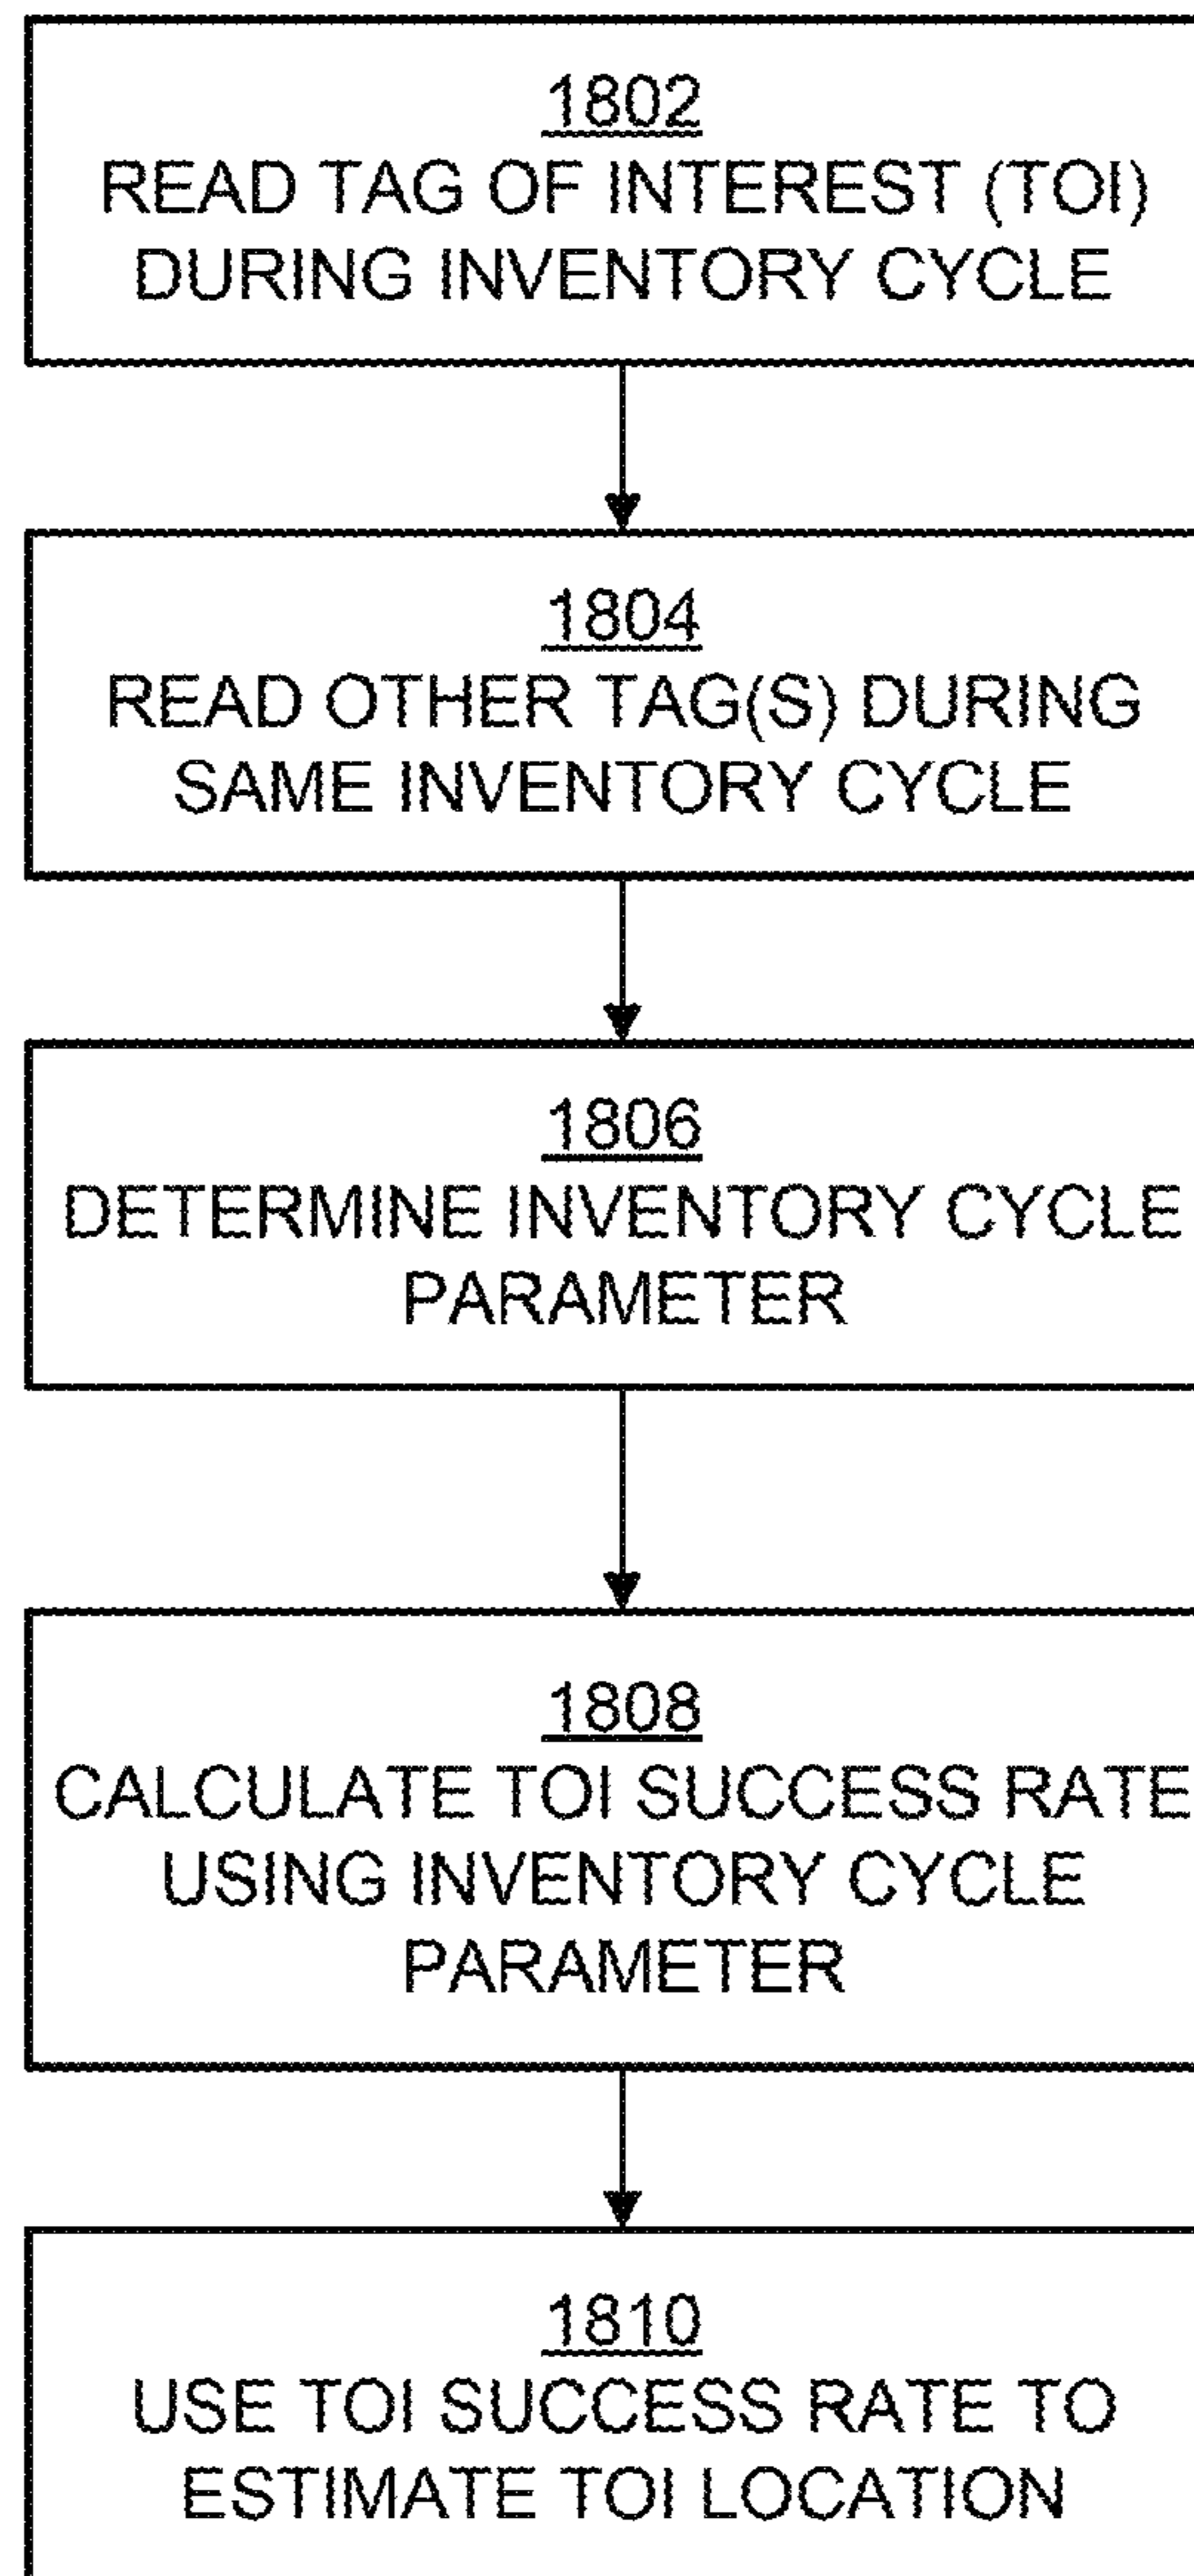 1802
READ TAG OF INTEREST (TOI)
DURING INVENTORY CYCLE
1804
READ OTHER TAG(S) DURING
SAME INVENTORY CYCLE
1806
DETERMINE INVENTORY CYCLE
PARAMETER
1808
CALCULATE TOI SUCCESS RATE
USING INVENTORY CYCLE
PARAMETER
1810
USE TOI SUCCESS RATE TO
ESTIMATE TOI LOCATION